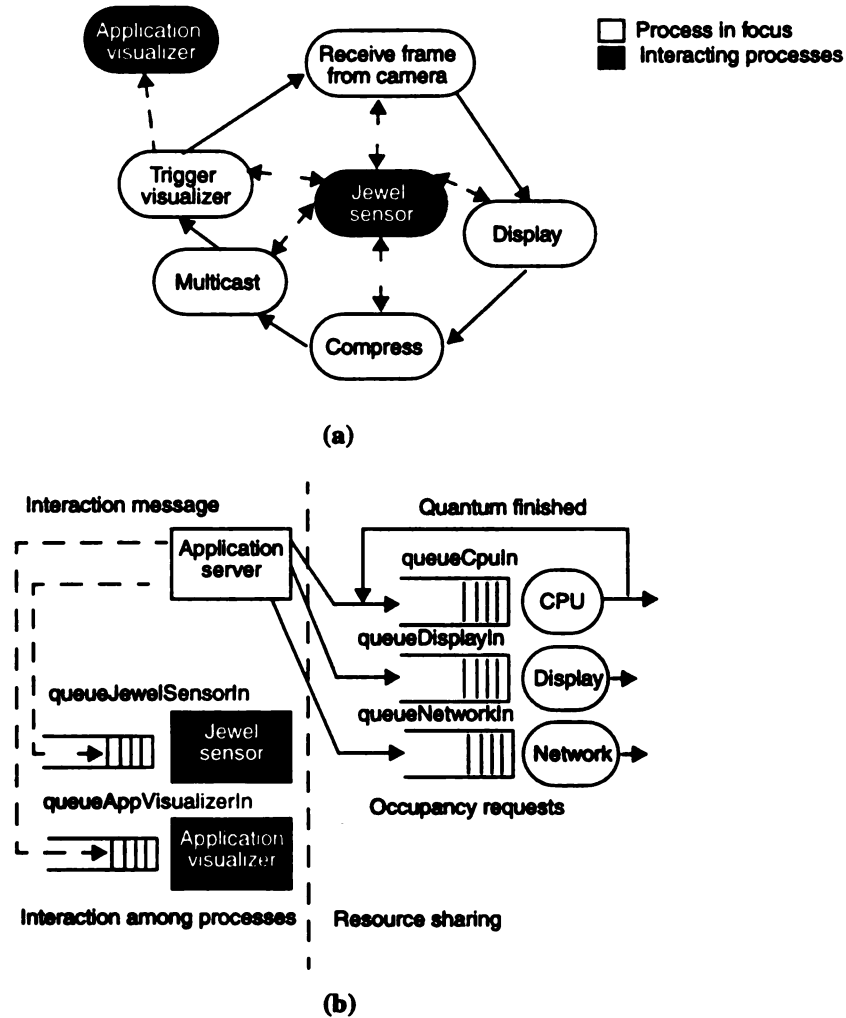 Application
visualizer
Receive frame
from camera
Process in focus
Interacting processes
Trigger
visualizer
Jewel
sensor
Display
Multicast
Compress
(a)
Interaction message
Quantum finished
Application
server
queueCpuIn
CPU
queueDisplayIn
Display
queueJewelSensorIn
queueNetworkIn
Jewel
sensor
Network
queueAppVisualizerIn
Occupancy requests
Application
visualizer
Interaction among processes
Resource sharing
(b)